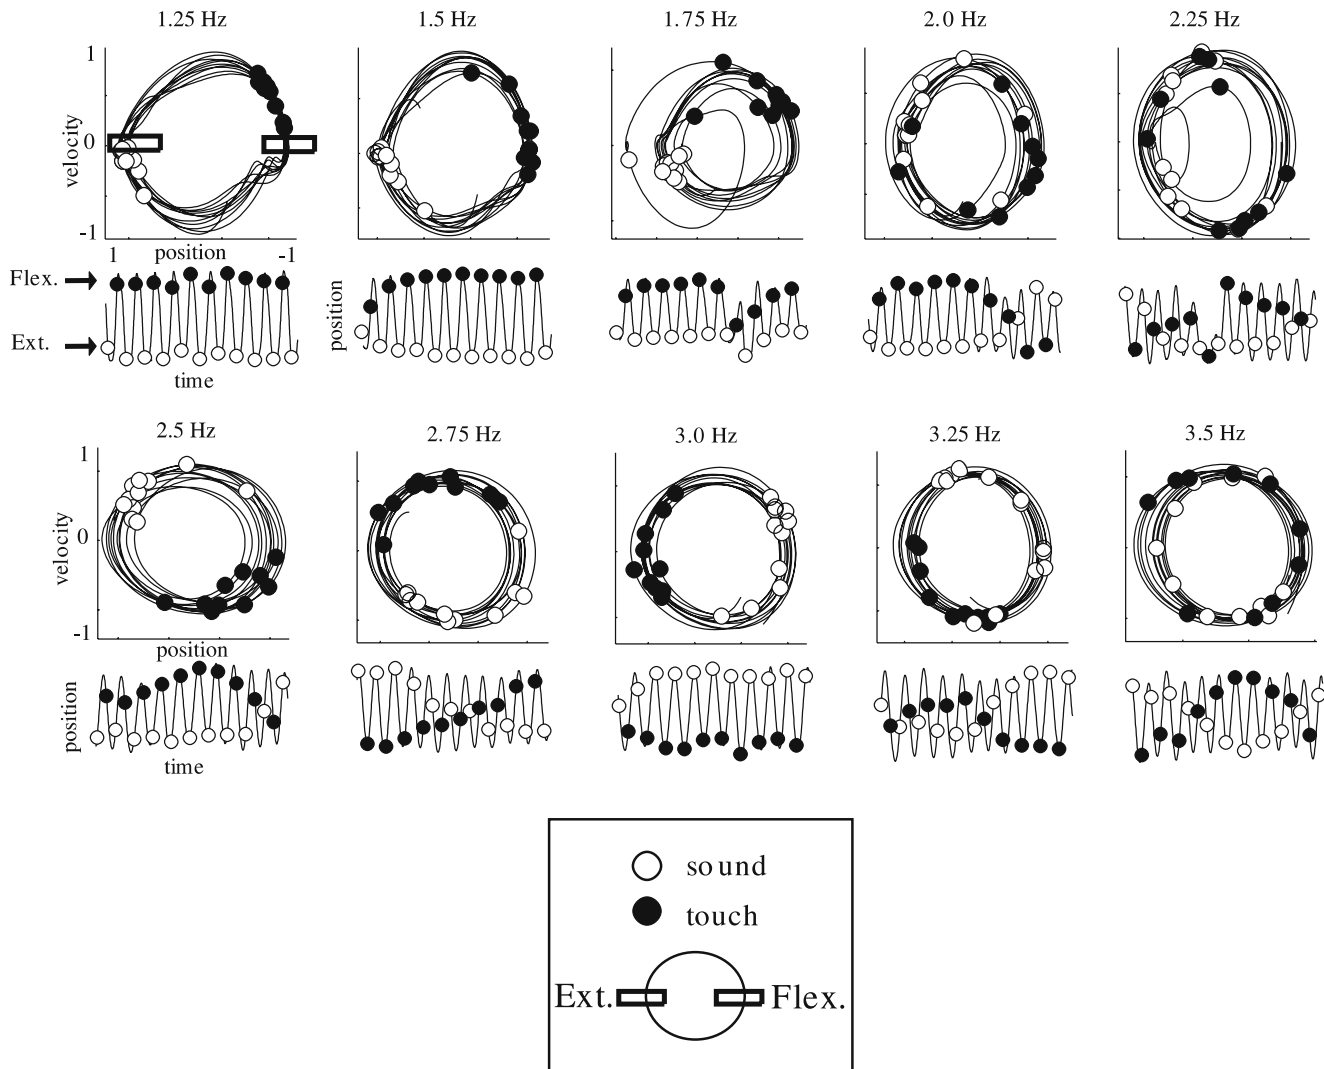 1.25 Hz 1.5 Hz 1.75 Hz 2.0 Hz 2.25 Hz
1
velocity
0
-1
1 position -1
Flex.
position
Ext.
time
2.5 Hz 2.75 Hz 3.0 Hz 3.25 Hz 3.5 Hz
1
velocity
0
-1
position
position
time
sound
touch
Ext. Flex.